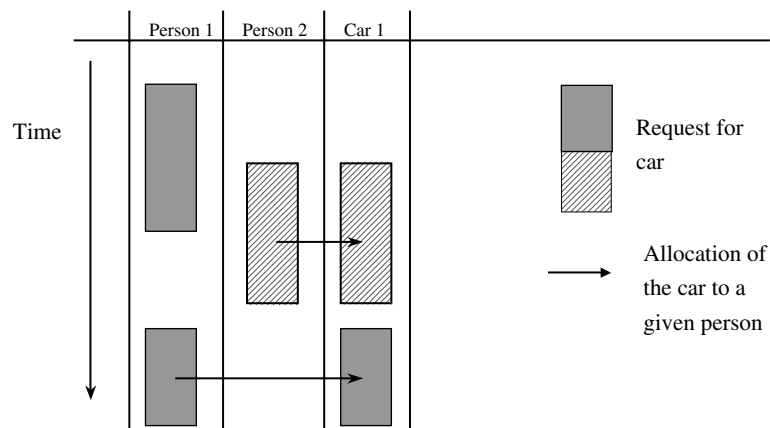 Person 1
Person 2
Car 1
Time
Request for
car
Allocation of
the car to a
given person